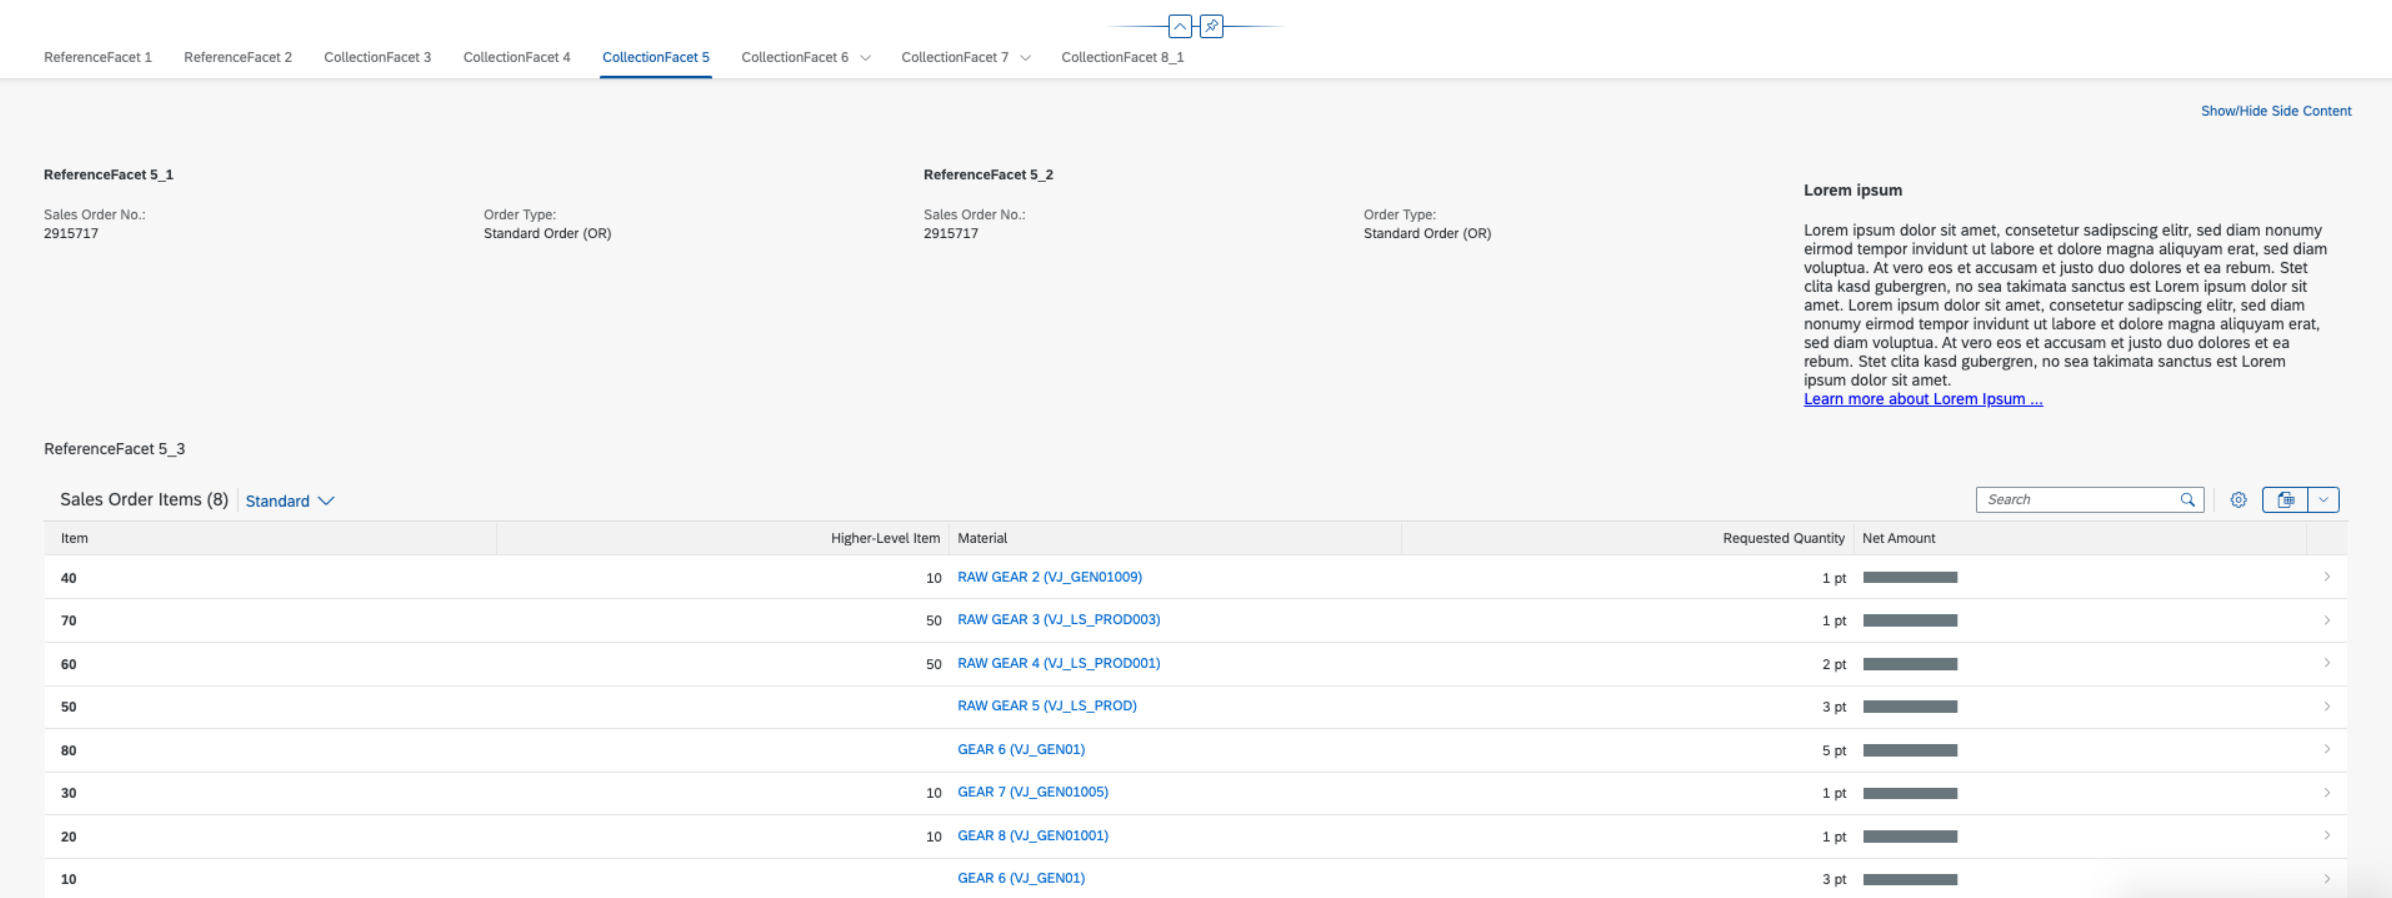 ReferenceFacet 1 ReferenceFacet 2 CollectionFacet 3 CollectionFacet 4 CollectionFacet 5 CollectionFacet 6 CollectionFacet 7 CollectionFacet 8_1
Show/Hide Side Content
ReferenceFacet 5_1
Sales Order No.: Order Type:
2915717 Standard Order (OR)
ReferenceFacet 5_2
Sales Order No.: Order Type:
2915717 Standard Order (OR)
Lorem ipsum
Lorem ipsum dolor sit amet, consetetur sadipscing elitr, sed diam nonumy
eirmod tempor invidunt ut labore et dolore magna aliquyam erat, sed diam
voluptua. At vero eos et accusam et justo duo dolores et ea rebum. Stet
clita kasd gubergren, no sea takimata sanctus est Lorem ipsum dolor sit
amet. Lorem ipsum dolor sit amet, consetetur sadipscing elitr, sed diam
nonumy eirmod tempor invidunt ut labore et dolore magna aliquyam erat,
sed diam voluptua. At vero eos et accusam et justo duo dolores et ea
rebum. Stet clita kasd gubergren, no sea takimata sanctus est Lorem
ipsum dolor sit amet.
Learn more about Lorem Ipsum ...
ReferenceFacet 5_3
Sales Order Items (8) Standard Search
Item Higher-Level Item Material Requested Quantity Net Amount
40 10 RAW GEAR 2 (VJ_GEN01009) 1 pt
70 50 RAW GEAR 3 (VJ_LS_PROD003) 1 pt
60 50 RAW GEAR 4 (VJ_LS_PROD001) 2 pt
50 RAW GEAR 5 (VJ_LS_PROD) 3 pt
80 GEAR 6 (VJ_GEN01) 5 pt
30 10 GEAR 7 (VJ_GEN01005) 1 pt
20 10 GEAR 8 (VJ_GEN01001) 1 pt
10 GEAR 6 (VJ_GEN01) 3 pt